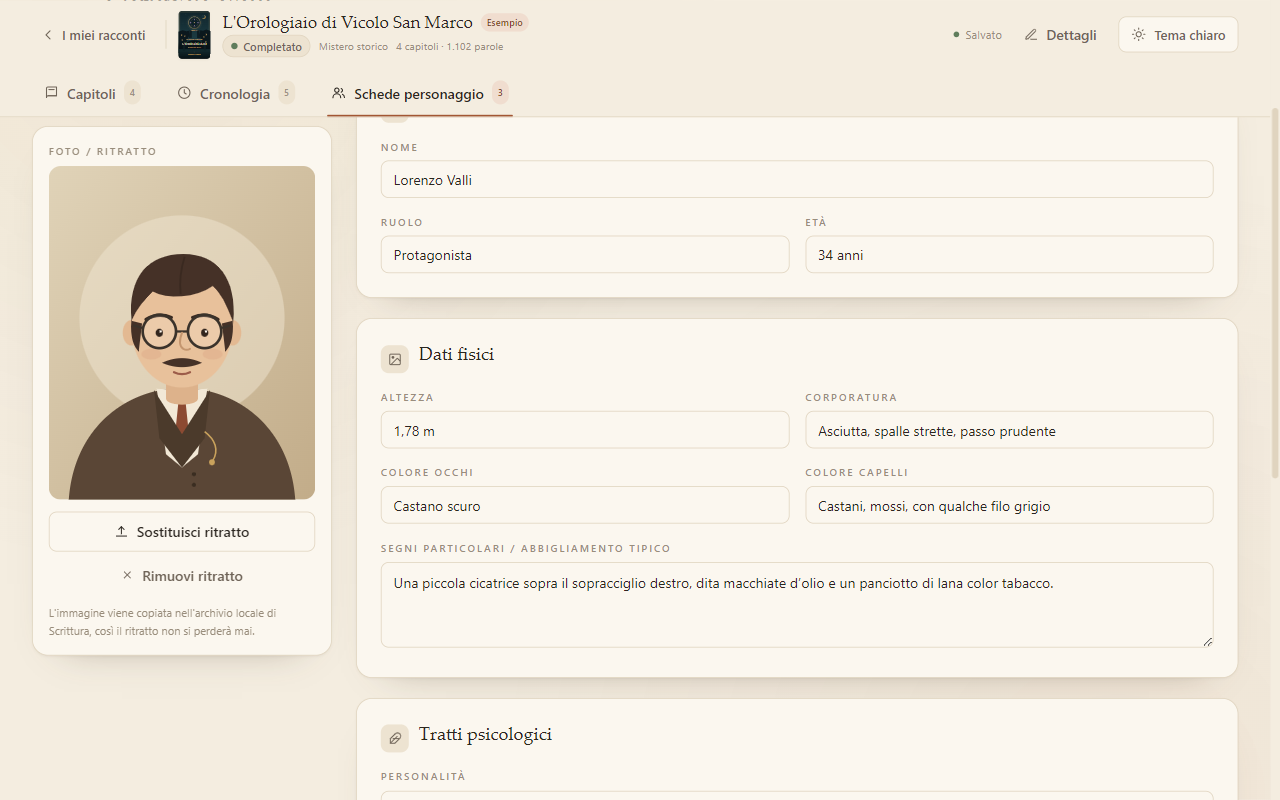 I miei racconti
L'Orologiaio di Vicolo San Marco
Esempio
Completato
Mistero storico
4 capitoli · 1.102 parole
Salvato
Dettagli
Tema chiaro
Capitoli 4
Cronologia 5
Schede personaggio 3
FOTO / RITRATTO
Sostituisci ritratto
Rimuovi ritratto
L'immagine viene copiata nell'archivio locale di
Scrittura, così il ritratto non si perderà mai.
NOME
Lorenzo Valli
RUOLO
Protagonista
ETÀ
34 anni
Dati fisici
ALTEZZA
1,78 m
CORPORATURA
Asciutta, spalle strette, passo prudente
COLORE OCCHI
Castano scuro
COLORE CAPELLI
Castani, mossi, con qualche filo grigio
SEGNI PARTICOLARI / ABBIGLIAMENTO TIPICO
Una piccola cicatrice sopra il sopracciglio destro, dita macchiate d’olio e un panciotto di lana color tabacco.
Tratti psicologici
PERSONALITÀ